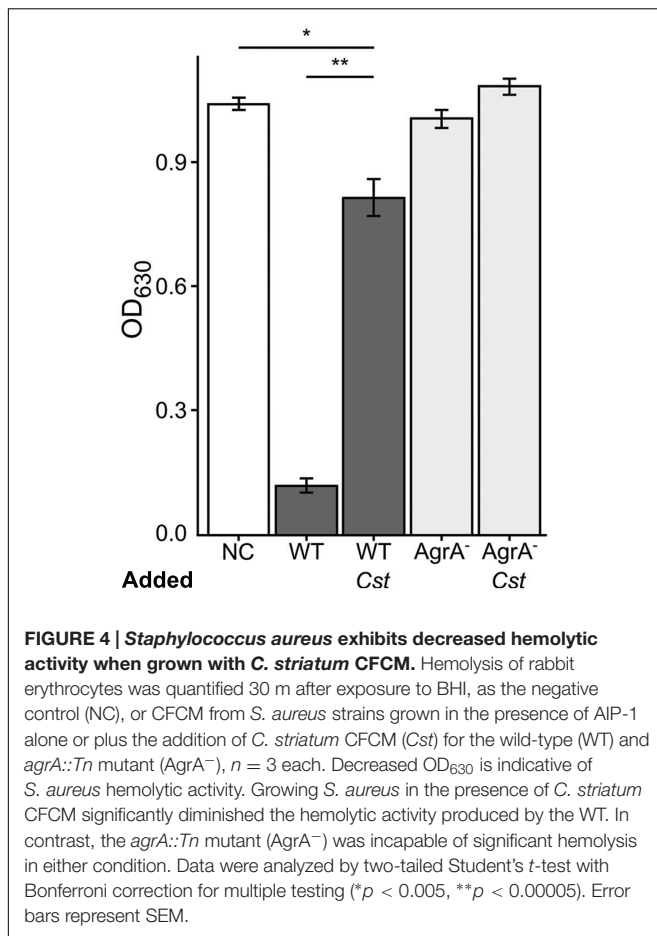 *
**
0.9
0.6
0.3
0.0
OD630
NC WT WT AgrA- AgrA-
Added Cst Cst
FIGURE 4 | Staphylococcus aureus exhibits decreased hemolytic
activity when grown with C. striatum CFCM. Hemolysis of rabbit
erythrocytes was quantified 30 m after exposure to BHI, as the negative
control (NC), or CFCM from S. aureus strains grown in the presence of AIP-1
alone or plus the addition of C. striatum CFCM (Cst) for the wild-type (WT) and
agrA::Tn mutant (AgrA−), n = 3 each. Decreased OD630 is indicative of
S. aureus hemolytic activity. Growing S. aureus in the presence of C. striatum
CFCM significantly diminished the hemolytic activity produced by the WT. In
contrast, the agrA::Tn mutant (AgrA−) was incapable of significant hemolysis
in either condition. Data were analyzed by two-tailed Student's t-test with
Bonferroni correction for multiple testing (*p < 0.005, **p < 0.00005). Error
bars represent SEM.